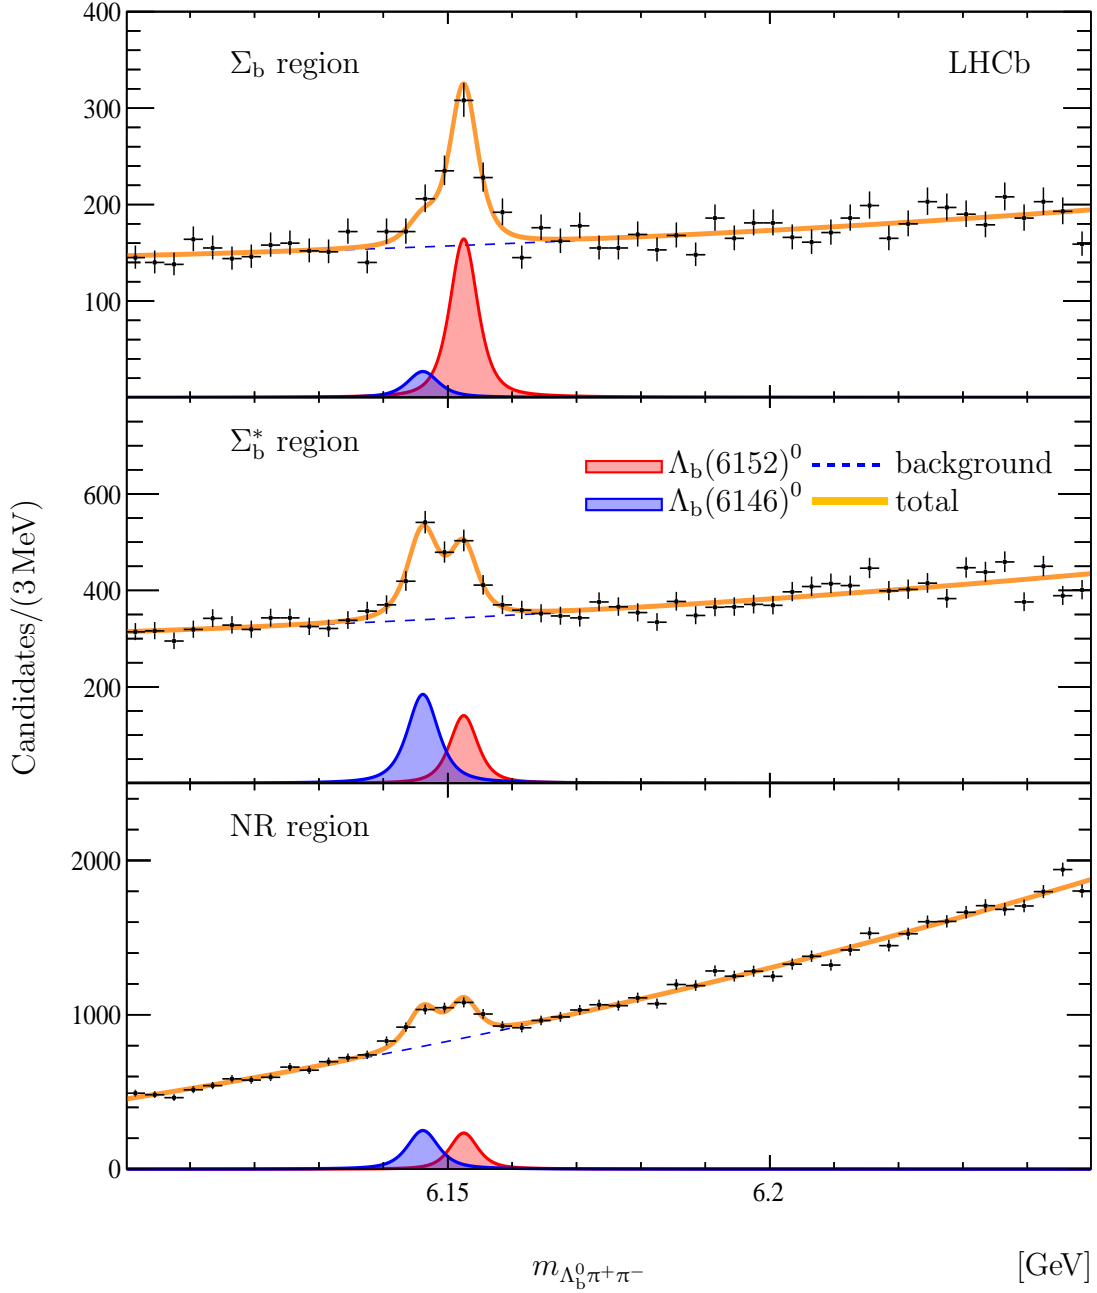 400
Σb region
LHCb
300
200
100
Σb* region
Λb(6152)⁰
background
Λb(6146)⁰
total
600
400
200
Candidates/(3 MeV)
NR region
2000
1000
0
6.15
6.2
mΛb⁰π⁺π⁻
[GeV]